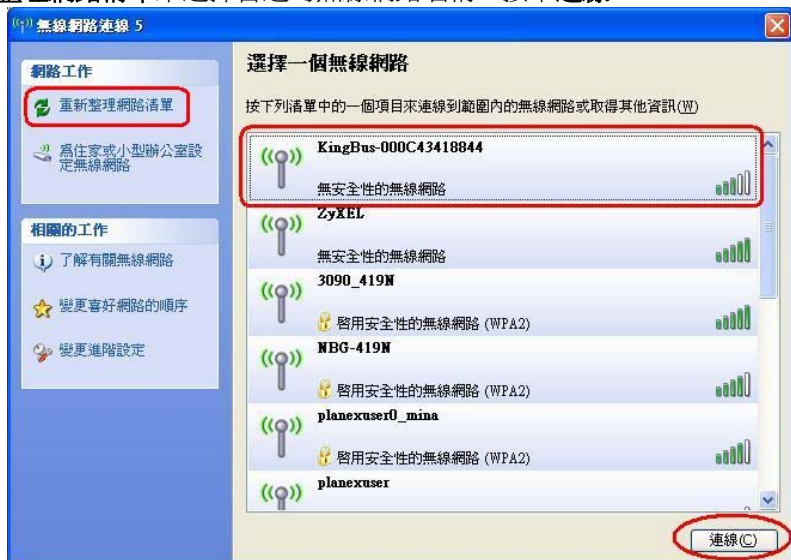 無線網路連線 5
網路工作
重新整理網路清單
為住家或小型辦公室設
定無線網路
相關的工作
了解有關無線網路
變更喜好網路的順序
變更進階設定
選擇一個無線網路
按下列清單中的一個項目來連線到範圍內的無線網路或取得其他資訊(W)
KingBus-000C43418844
無安全性的無線網路
ZyXEL
無安全性的無線網路
3090_419N
啓用安全性的無線網路 (WPA2)
NBG-419N
啓用安全性的無線網路 (WPA2)
planexuser0_mina
啓用安全性的無線網路 (WPA2)
planexuser
連線(C)